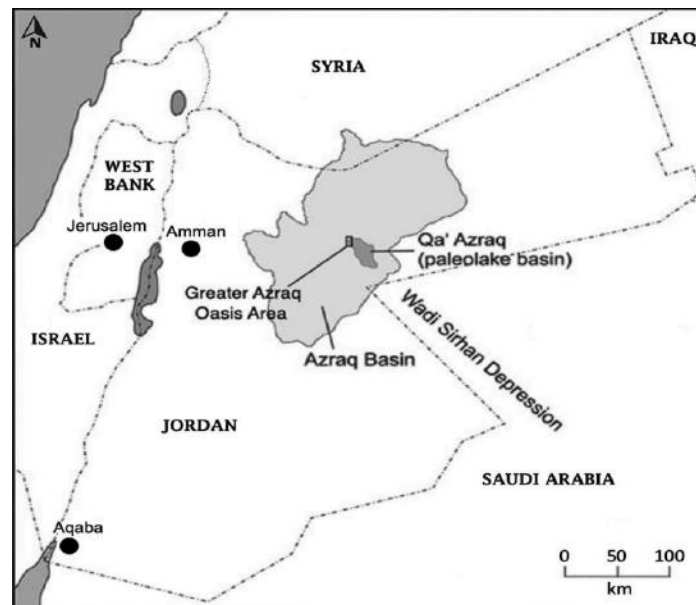 N
SYRIA
IRAQ
WEST
BANK
Jerusalem
Amman
Qa' Azraq
(paleolake basin)
Greater Azraq
Oasis Area
Wadi Sirhan Depression
ISRAEL
Azraq Basin
JORDAN
SAUDI ARABIA
Aqaba
0 50 100
km